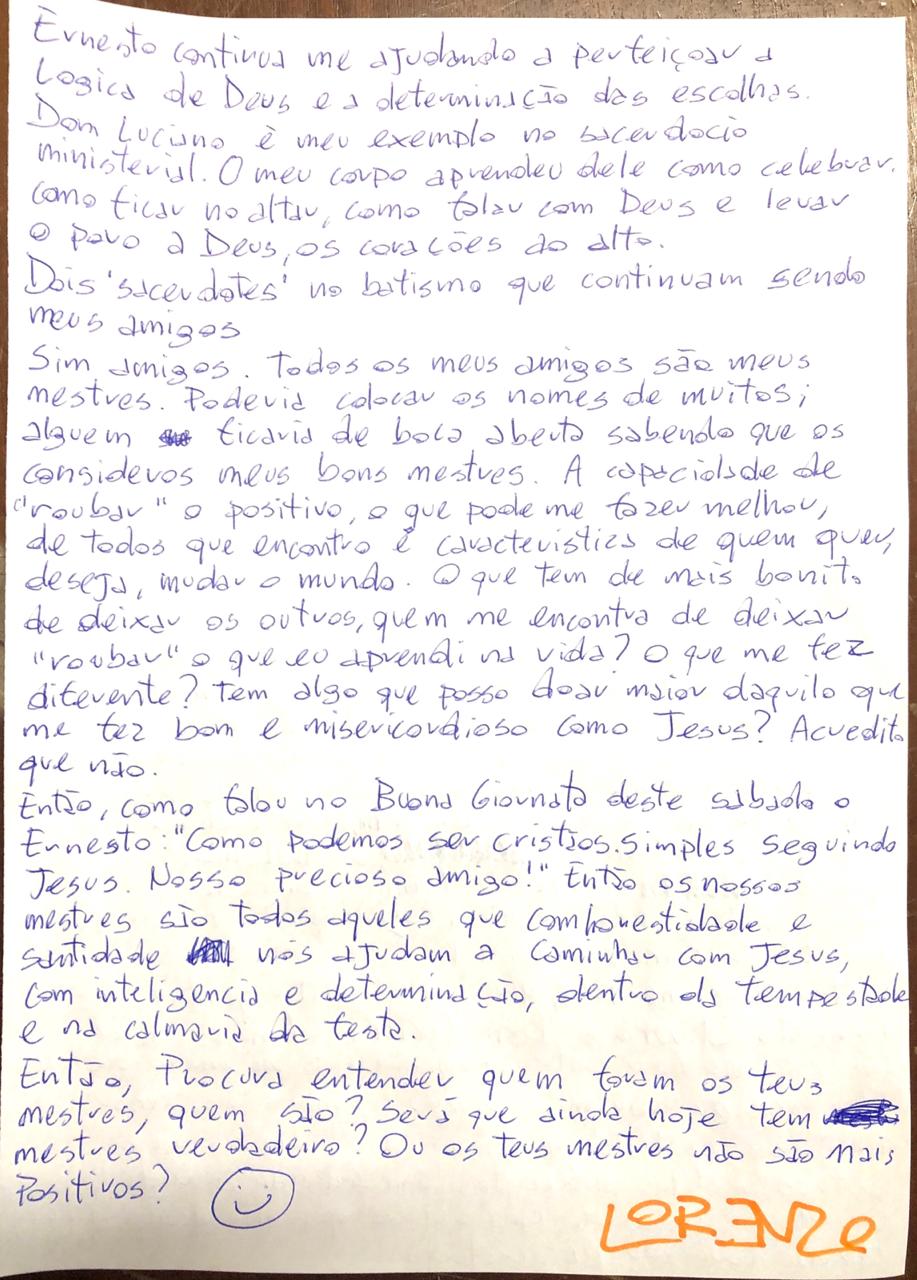 Ernesto continua me ajudando a perfeiçoar a
Logica de Deus e a determinação das escolhas.
Dom Luciano è meu exemplo no sacerdocio
ministerial. O meu corpo aprendeu dele como celebrar,
como ficar no altar, como falar com Deus e levar
o povo a Deus, os corações ao alto.
Dois 'sacerdotes' no batismo que continuam sendo
meus amigos
Sim amigos. Todos os meus amigos são meus
mestres. Poderia colocar os nomes de muitos;
alguem ficaria de boca aberta sabendo que os
consideros meus bons mestres. A capacidade de
"roubar" o positivo, o que pode me fazer melhor,
de todos que encontro è caracteristica de quem quer,
deseja, mudar o mundo. O que tem de mais bonito
de deixar os outros, quem me encontra de deixar
"roubar" o que eu aprendi na vida? O que me fez
diferente? Tem algo que posso doar maior daquilo que
me fez bom e misericordioso como Jesus? Acredito
que não.
Então, como falou no Buona Giornata deste sabado o
Ernesto: "Como podemos ser cristãos. Simples seguindo
Jesus. Nosso precioso amigo!" Então os nossos
mestres são todos aqueles que com honestidade e
santidade nós ajudam a caminhar com Jesus,
com inteligencia e determinação, dentro da tempestade
e na calmaria da festa.
Então, Procura entender quem foram os teus
mestres, quem são? Será que ainda hoje tem
mestres verdadeiro? Ou os teus mestres não são mais
Positivos?
LORENZO